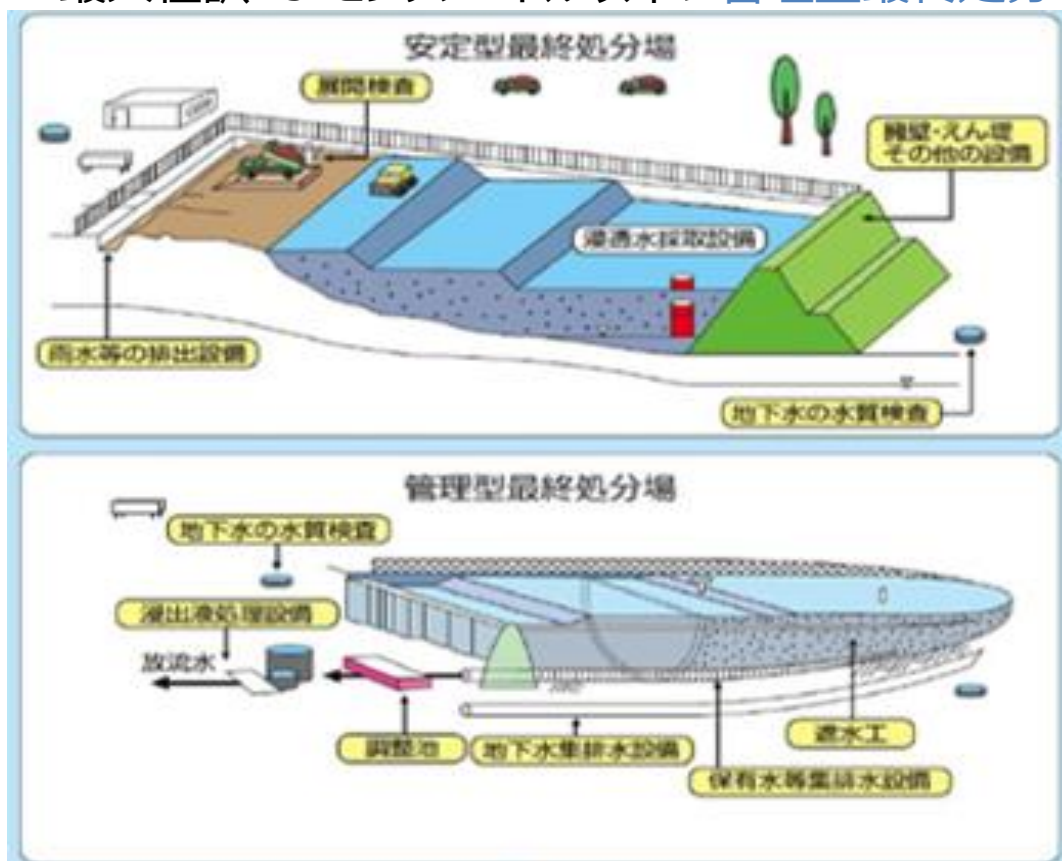 安定型最終処分場
展開検査
擁壁・えん堤
その他の設備
浸透水採取設備
雨水等の排出設備
地下水の水質検査
管理型最終処分場
地下水の水質検査
浸出液処理設備
放流水
調整池
地下水集排水設備
遮水工
保有水等集排水設備